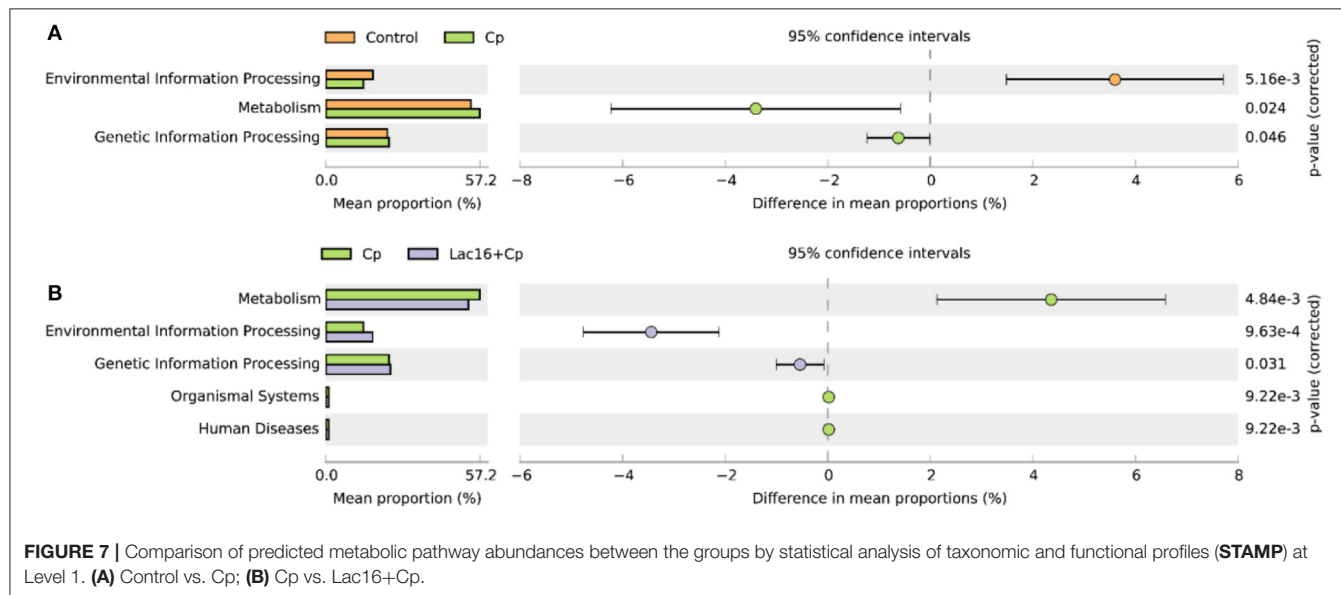 A
Control Cp 95% confidence intervals
Environmental Information Processing 5.16e-3
Metabolism 0.024
Genetic Information Processing 0.046
p-value (corrected)
0.0 57.2 −8 −6 −4 −2 0 2 4 6
Mean proportion (%) Difference in mean proportions (%)
Cp Lac16+Cp 95% confidence intervals
B
Metabolism 4.84e-3
Environmental Information Processing 9.63e-4
Genetic Information Processing 0.031
Organismal Systems 9.22e-3
Human Diseases 9.22e-3
p-value (corrected)
0.0 57.2 −6 −4 −2 0 2 4 6 8
Mean proportion (%) Difference in mean proportions (%)
FIGURE 7 | Comparison of predicted metabolic pathway abundances between the groups by statistical analysis of taxonomic and functional profiles (STAMP) at
Level 1. (A) Control vs. Cp; (B) Cp vs. Lac16+Cp.